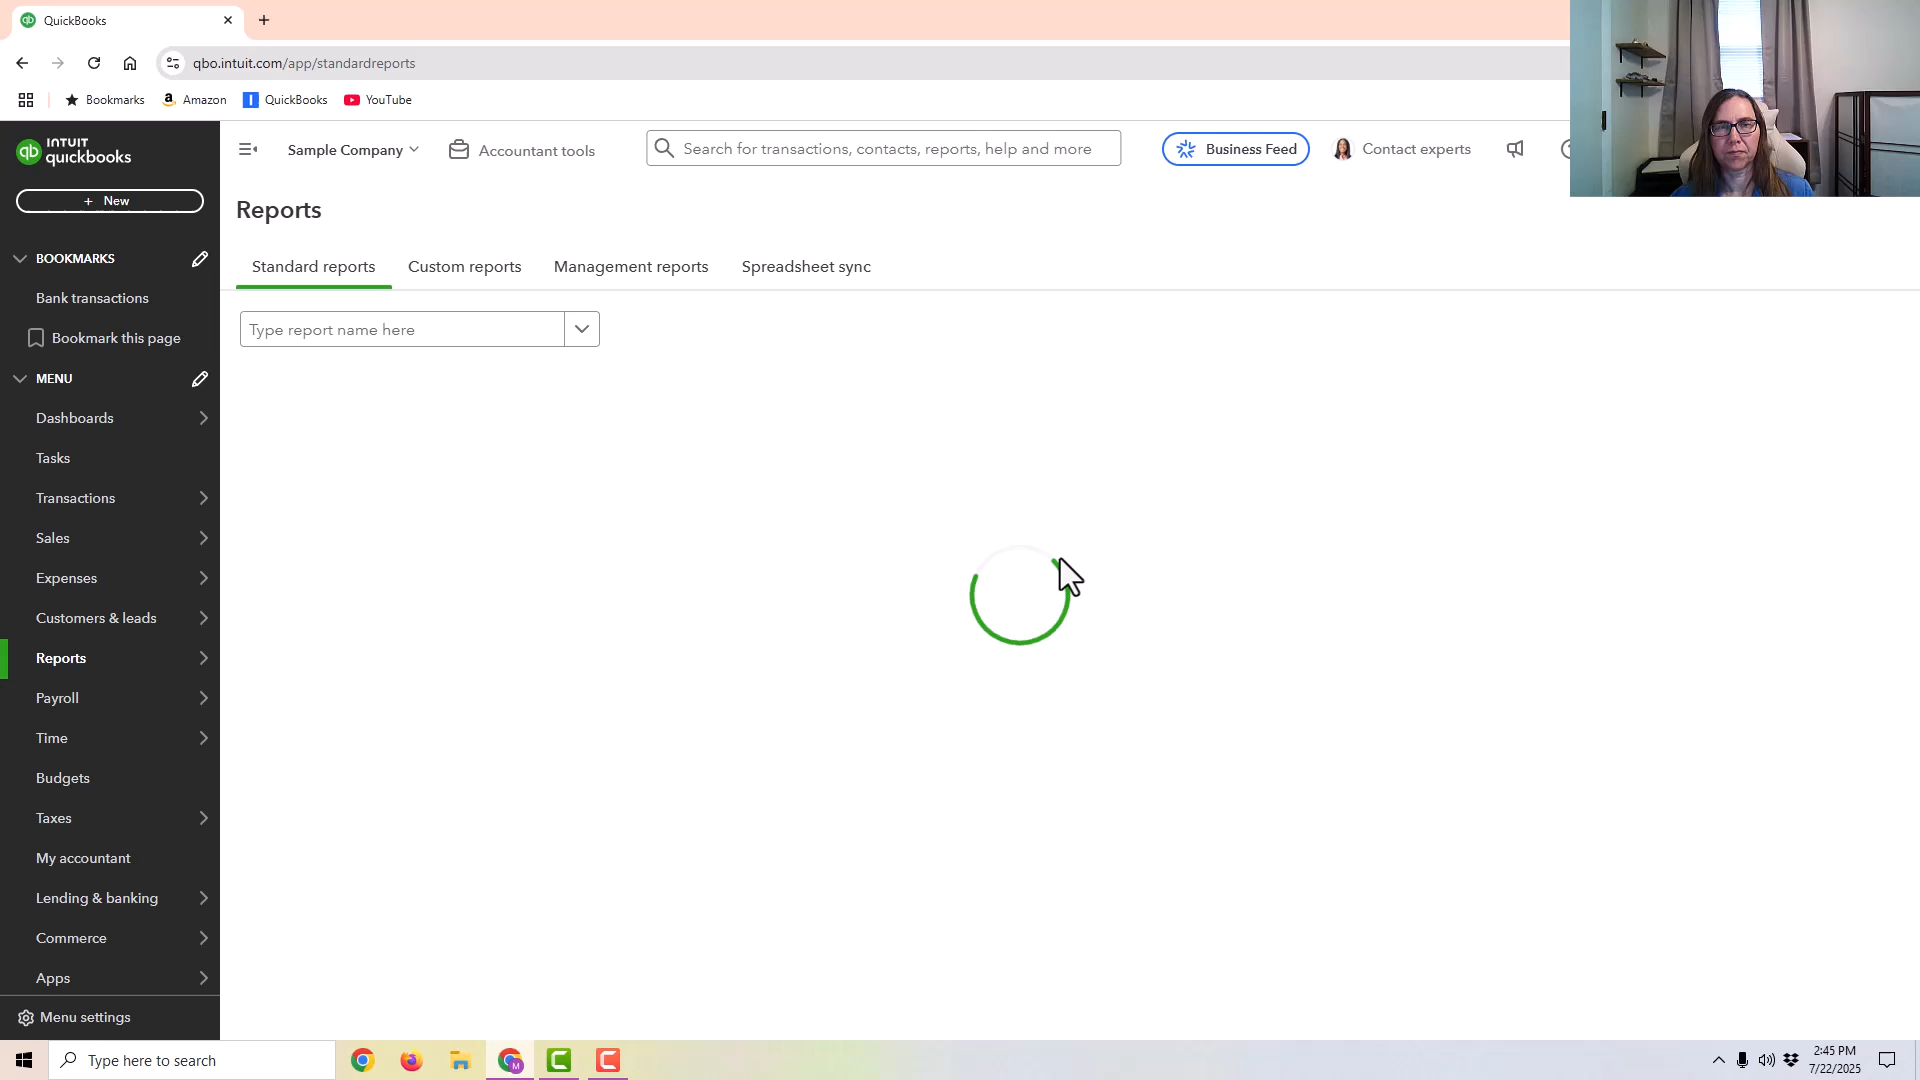 QuickBooks
qbo.intuit.com/app/standardreports
Bookmarks
Amazon
QuickBooks
YouTube
qb INTUIT quickbooks
+ New
BOOKMARKS
Bank transactions
Bookmark this page
MENU
Dashboards
Tasks
Transactions
Sales
Expenses
Customers & leads
Reports
Payroll
Time
Budgets
Taxes
My accountant
Lending & banking
Commerce
Apps
Menu settings
Sample Company
Accountant tools
Search for transactions, contacts, reports, help and more
Business Feed
Contact experts
Reports
Standard reports
Custom reports
Management reports
Spreadsheet sync
Type report name here
Type here to search
M
2:45 PM
7/22/2025